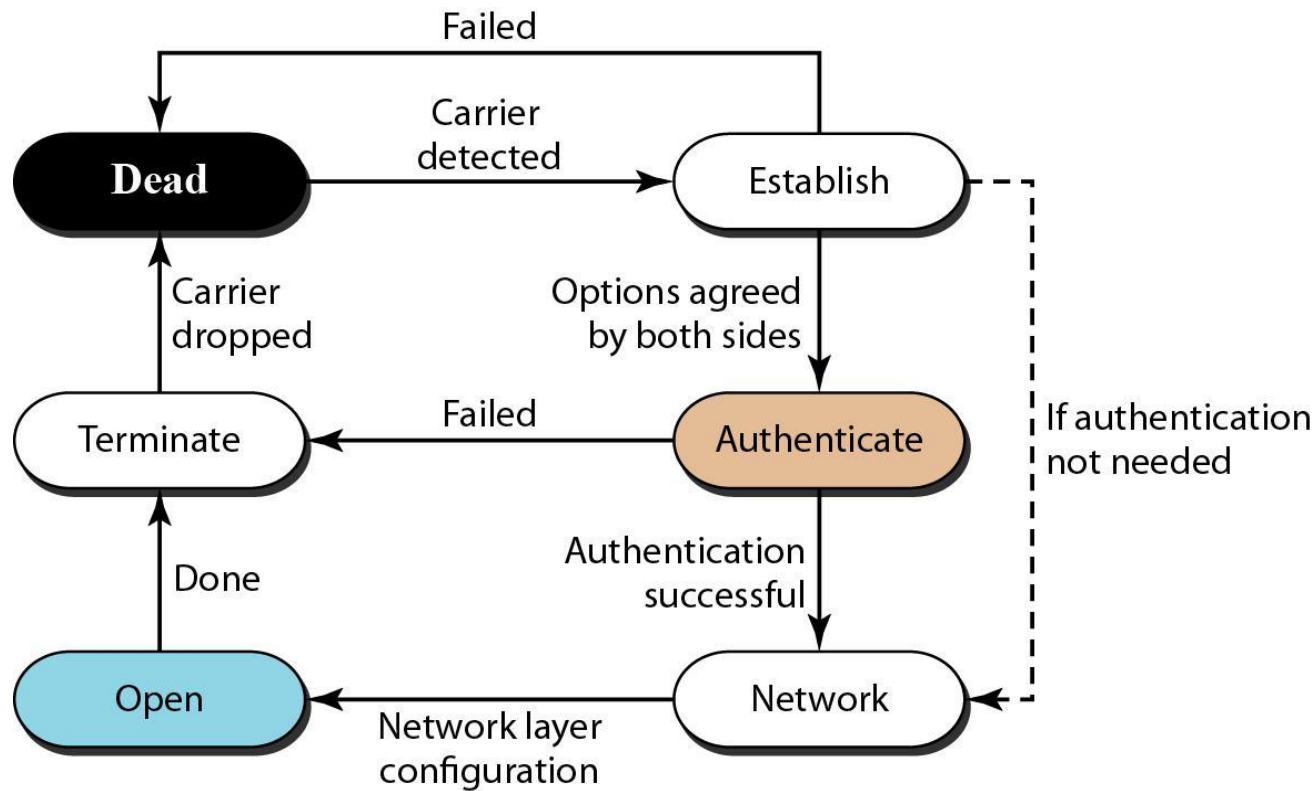 Failed
Carrier
detected
Dead
Establish
Carrier
dropped
Options agreed
by both sides
Failed
Terminate
Authenticate
If authentication
not needed
Done
Authentication
successful
Open
Network
Network layer
configuration